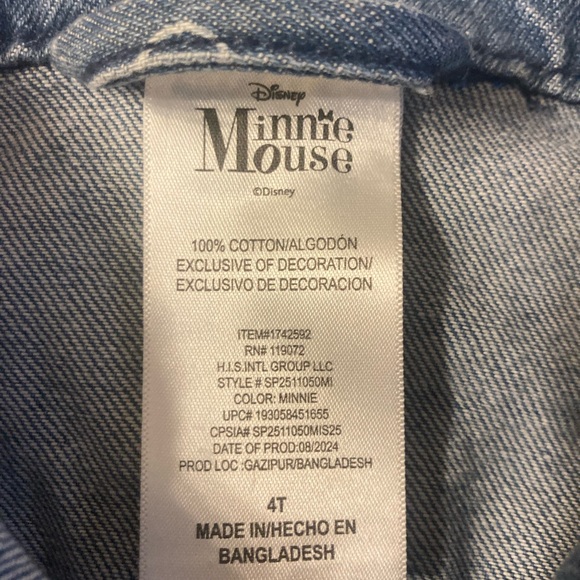 Disney
Minnie
Mouse
©Disney
100% COTTON/ALGODÓN
EXCLUSIVE OF DECORATION/
EXCLUSIVO DE DECORACION
ITEM#1742592
RN# 119072
H.I.S.INTL GROUP LLC
STYLE # SP2511050MI
COLOR: MINNIE
UPC# 193058451655
CPSIA# SP2511050MIS25
DATE OF PROD:08/2024
PROD LOC :GAZIPUR/BANGLADESH
4T
MADE IN/HECHO EN
BANGLADESH